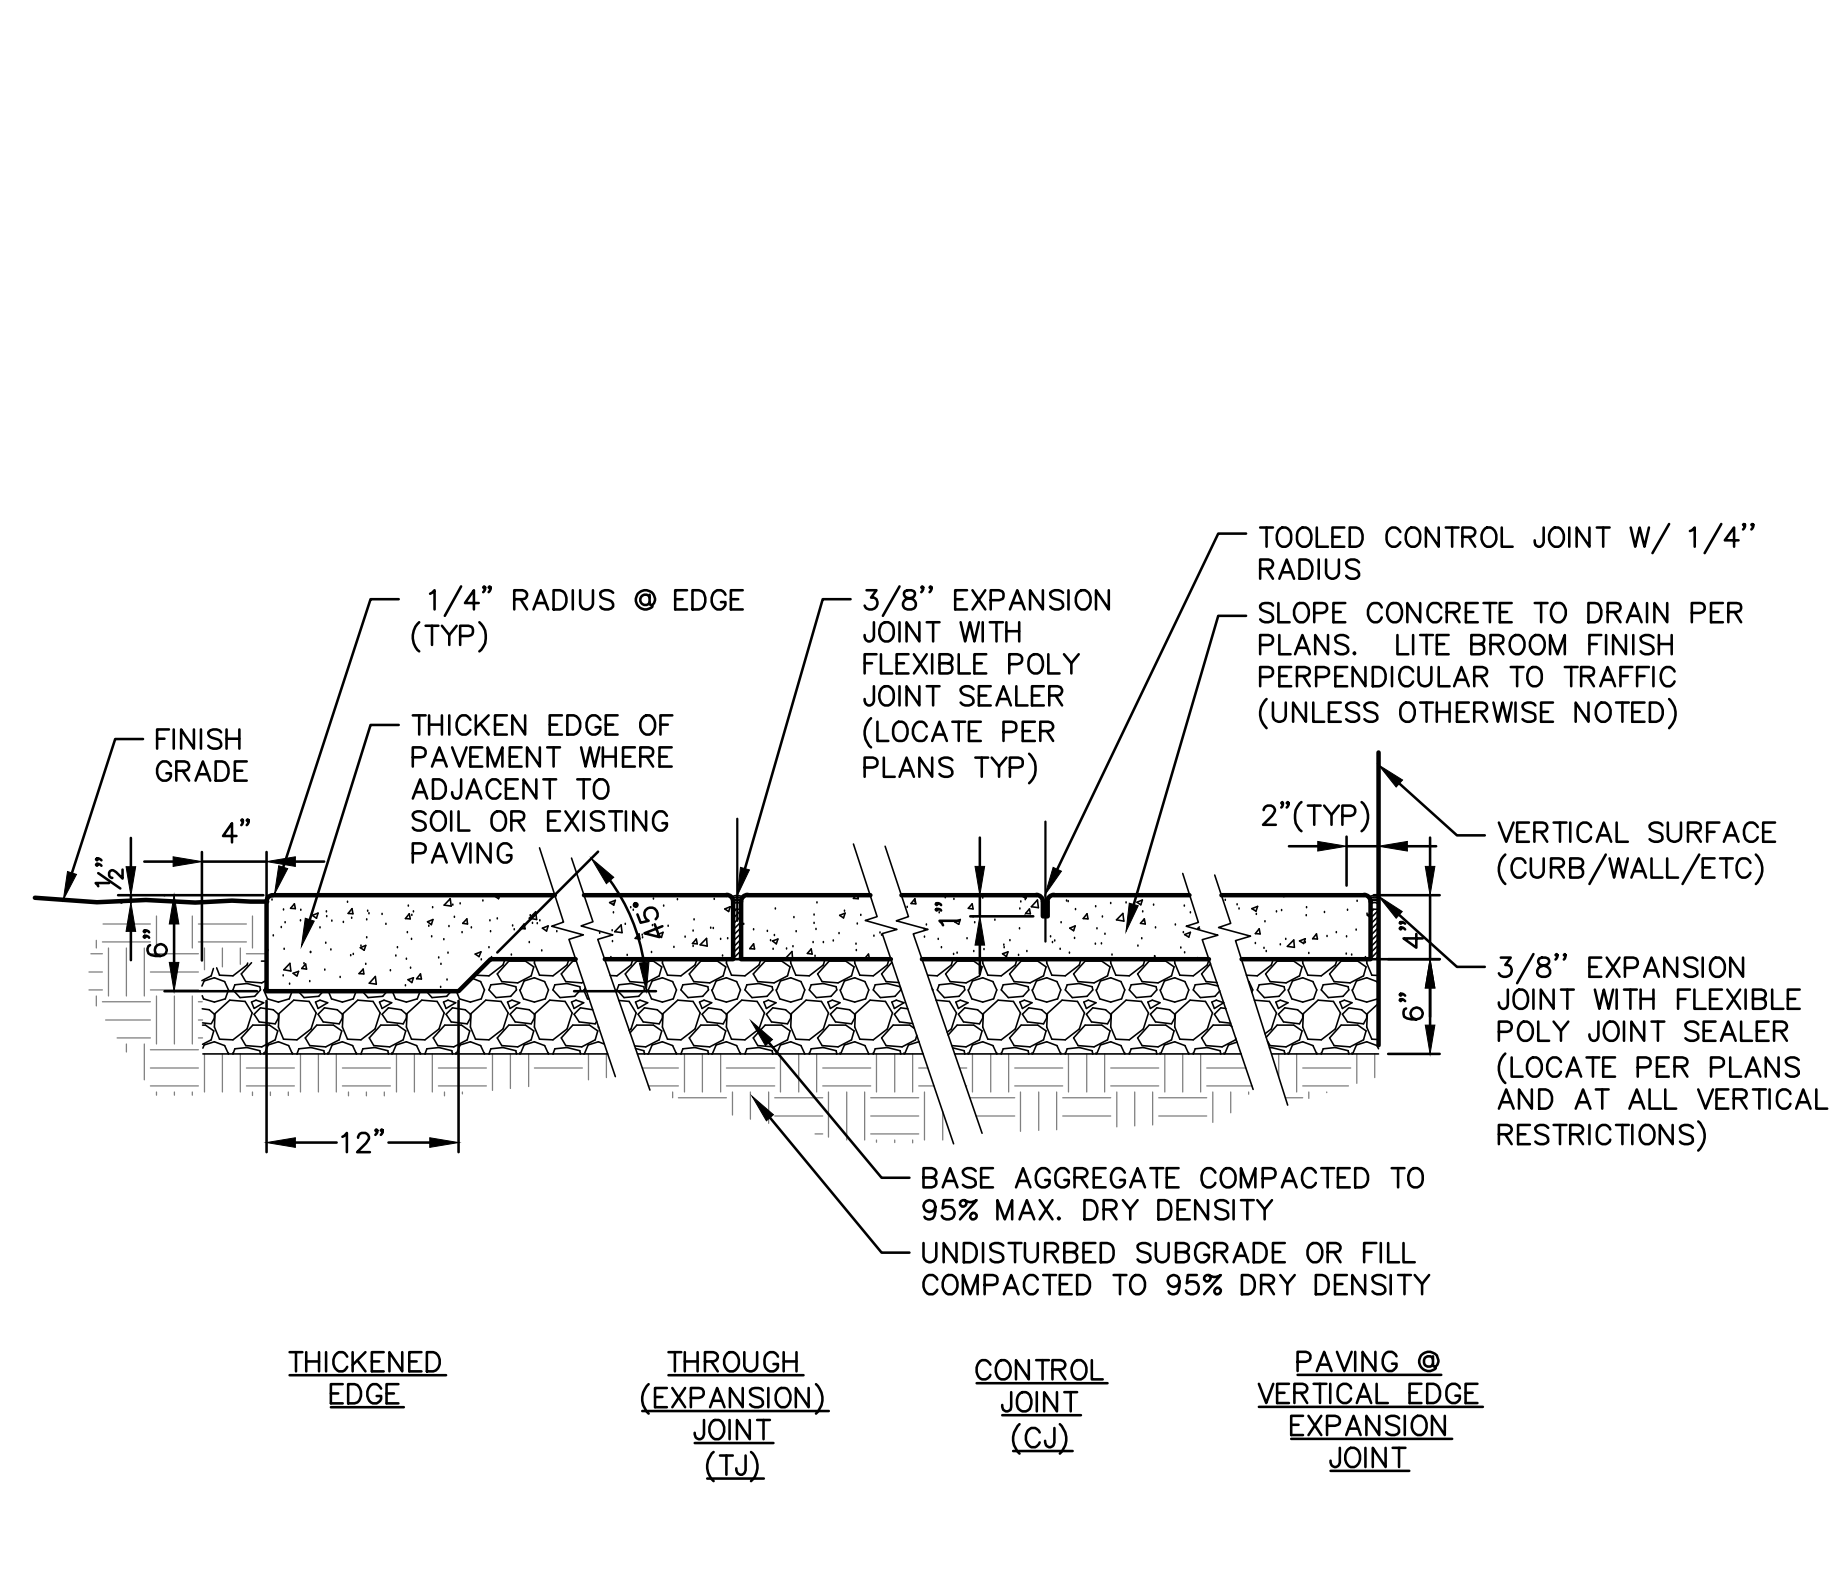 TOOLED CONTROL JOINT W/ 1/4"
RADIUS
SLOPE CONCRETE TO DRAIN PER
PLANS. LITE BROOM FINISH
PERPENDICULAR TO TRAFFIC
(UNLESS OTHERWISE NOTED)
1/4" RADIUS @ EDGE
(TYP)
3/8" EXPANSION
JOINT WITH
FLEXIBLE POLY
JOINT SEALER
(LOCATE PER
PLANS TYP)
THICKEN EDGE OF
PAVEMENT WHERE
ADJACENT TO
SOIL OR EXISTING
PAVING
FINISH
GRADE
4"
½"
6"
45°
1"
2"(TYP)
4"
6"
12"
VERTICAL SURFACE
(CURB/WALL/ETC)
3/8" EXPANSION
JOINT WITH FLEXIBLE
POLY JOINT SEALER
(LOCATE PER PLANS
AND AT ALL VERTICAL
RESTRICTIONS)
BASE AGGREGATE COMPACTED TO
95% MAX. DRY DENSITY
UNDISTURBED SUBGRADE OR FILL
COMPACTED TO 95% DRY DENSITY
THICKENED
EDGE
THROUGH
(EXPANSION)
JOINT
(TJ)
CONTROL
JOINT
(CJ)
PAVING @
VERTICAL EDGE
EXPANSION
JOINT